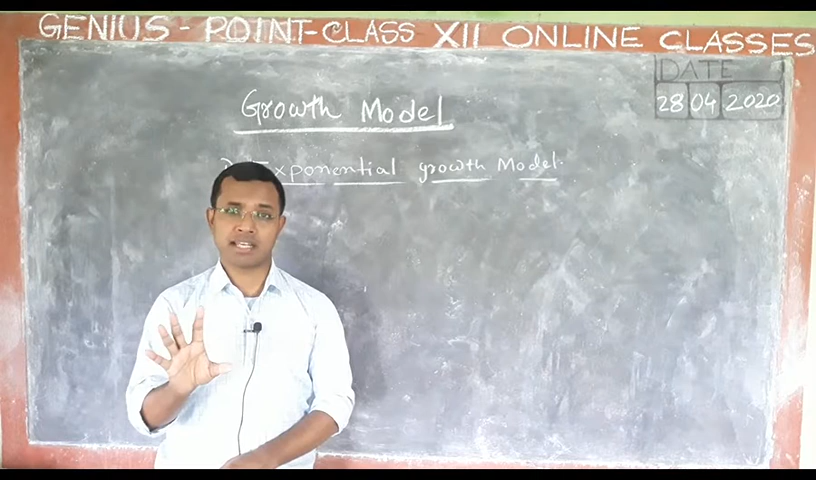 GENIUS - POINT-CLASS XII ONLINE CLASSES
DATE
28 04 2020
Growth Model
Exponential growth Model.